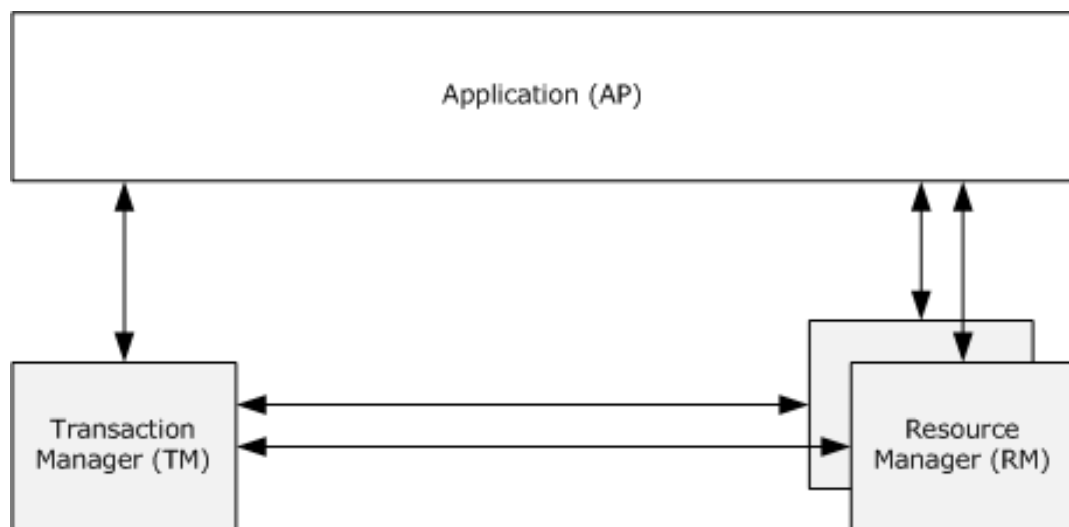 Application (AP)
Transaction
Manager (TM)
Resource
Manager (RM)